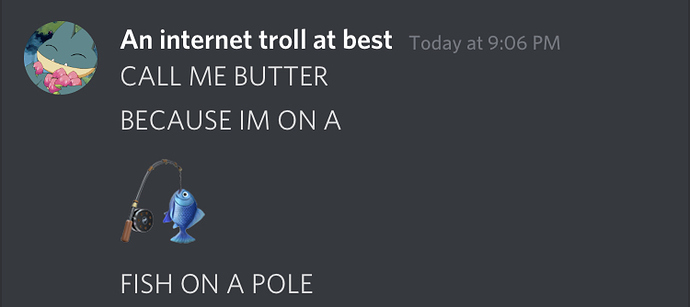 An internet troll at best Today at 9:06 PM
CALL ME BUTTER
BECAUSE IM ON A
FISH ON A POLE